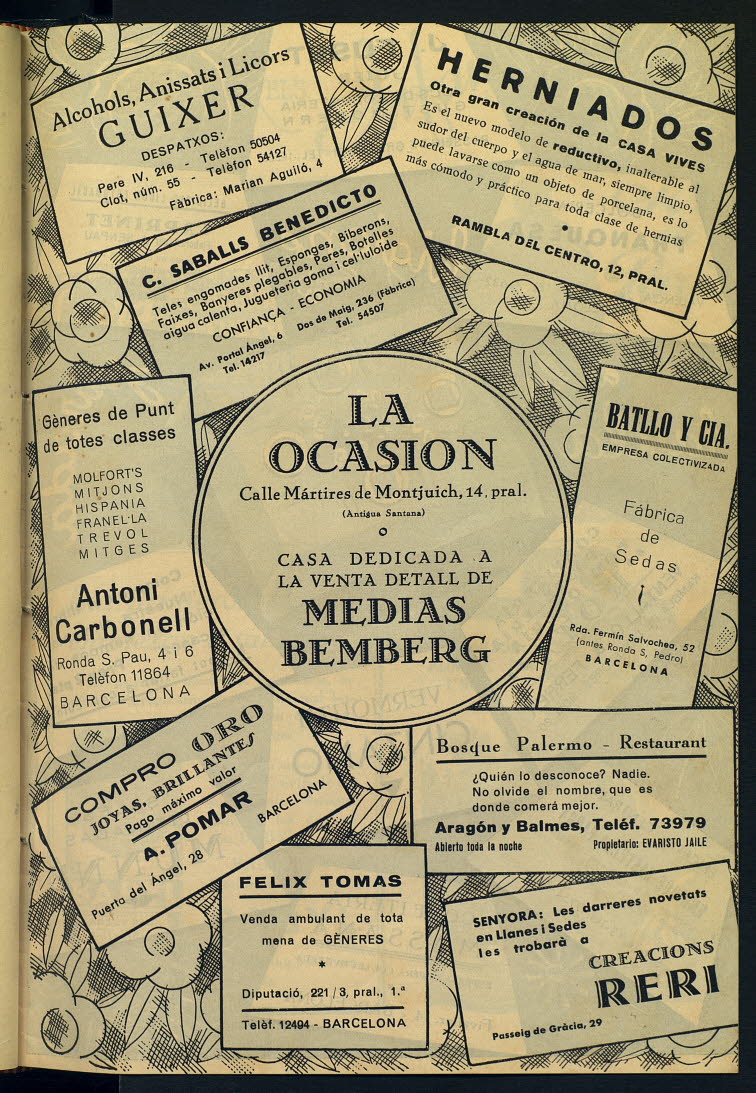 Alcohols, Anissats i Licors
GUIXER
DESPATXOS:
Pere IV, 216 - Telèfon 50504
Clot, núm. 55 - Telèfon 54127
Fàbrica: Marian Aguiló, 4
HERNIADOS
Otra gran creación de la CASA VIVES
Es el nuevo modelo de reductivo, inalterable al
sudor del cuerpo y el agua de mar, siempre limpio,
puede lavarse como un objeto de porcelana, es lo
más cómodo y práctico para toda clase de hernias
RAMBLA DEL CENTRO, 12, PRAL.
C. SABALLS BENEDICTO
Teles engomades llit, Esponges, Biberons,
Faixes, Banyeres plegables, Peres, Botelles
aigua calenta, Jugueteria goma i cel·luloide
CONFIANÇA - ECONOMIA
Av. Portal Ángel, 6 Dos de Maig, 236 (Fàbrica)
Tel. 14217 Tel. 54507
LA
OCASION
Calle Mártires de Montjuich, 14, pral.
(Antigua Santana)
CASA DEDICADA A
LA VENTA DETALL DE
MEDIAS
BEMBERG
Gèneres de Punt
de totes classes
MOLFORT'S
MITJONS
HISPANIA
FRANEL·LA
TREVOL
MITGES
Antoni
Carbonell
Ronda S. Pau, 4 i 6
Telèfon 11864
BARCELONA
BATLLO Y CIA.
EMPRESA COLECTIVIZADA
Fábrica
de
Sedas
Rda. Fermín Salvochea, 52
(antes Ronda S. Pedro)
BARCELONA
COMPRO ORO
JOYAS, BRILLANTES
Pago máximo valor
A. POMAR
Puerta del Ángel, 28 BARCELONA
Bosque Palermo - Restaurant
¿Quién lo desconoce? Nadie.
No olvide el nombre, que es
donde comerá mejor.
Aragón y Balmes, Teléf. 73979
Abierto toda la noche Propietario: EVARISTO JAILE
FELIX TOMAS
Venda ambulant de tota
mena de GÈNERES
Diputació, 221/3, pral., 1.ª
Telèf. 12494 - BARCELONA
SENYORA: Les darreres novetats
en Llanes i Sedes
les trobarà a
CREACIONS
RERI
Passeig de Gràcia, 29